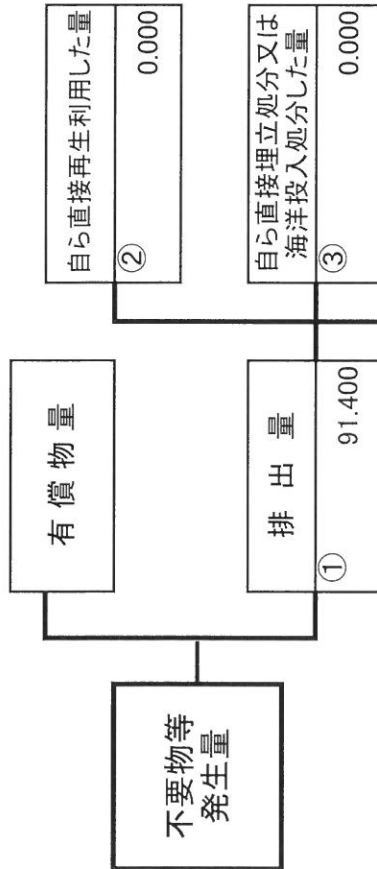 不要物等
発生量
有償物量
排出量
①
91.400
自ら直接再生利用した量
②
0.000
自ら直接埋立処分又は
海洋投入処分した量
③
0.000